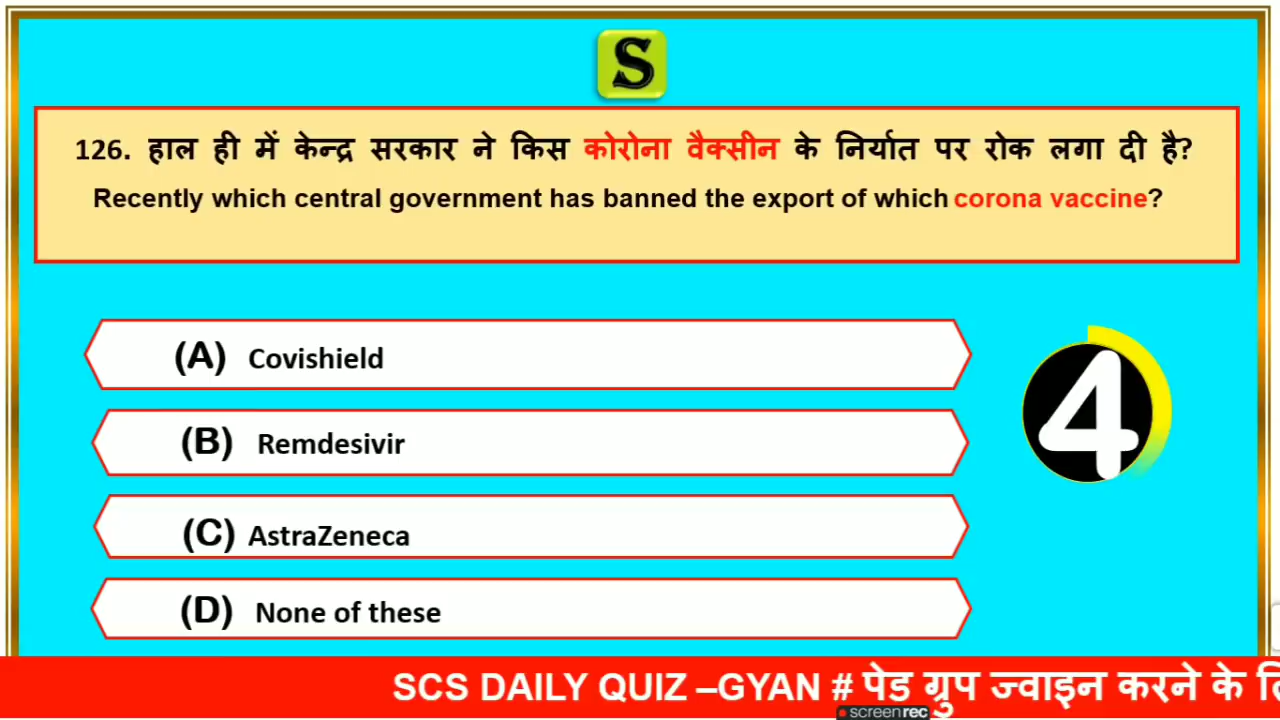 S
126. हाल ही में केन्द्र सरकार ने किस कोरोना वैक्सीन के निर्यात पर रोक लगा दी है?
Recently which central government has banned the export of which corona vaccine?
(A) Covishield
4
(B) Remdesivir
(C) AstraZeneca
(D) None of these
SCS DAILY QUIZ –GYAN # पेड ग्रुप ज्वाइन करने के
screenrec